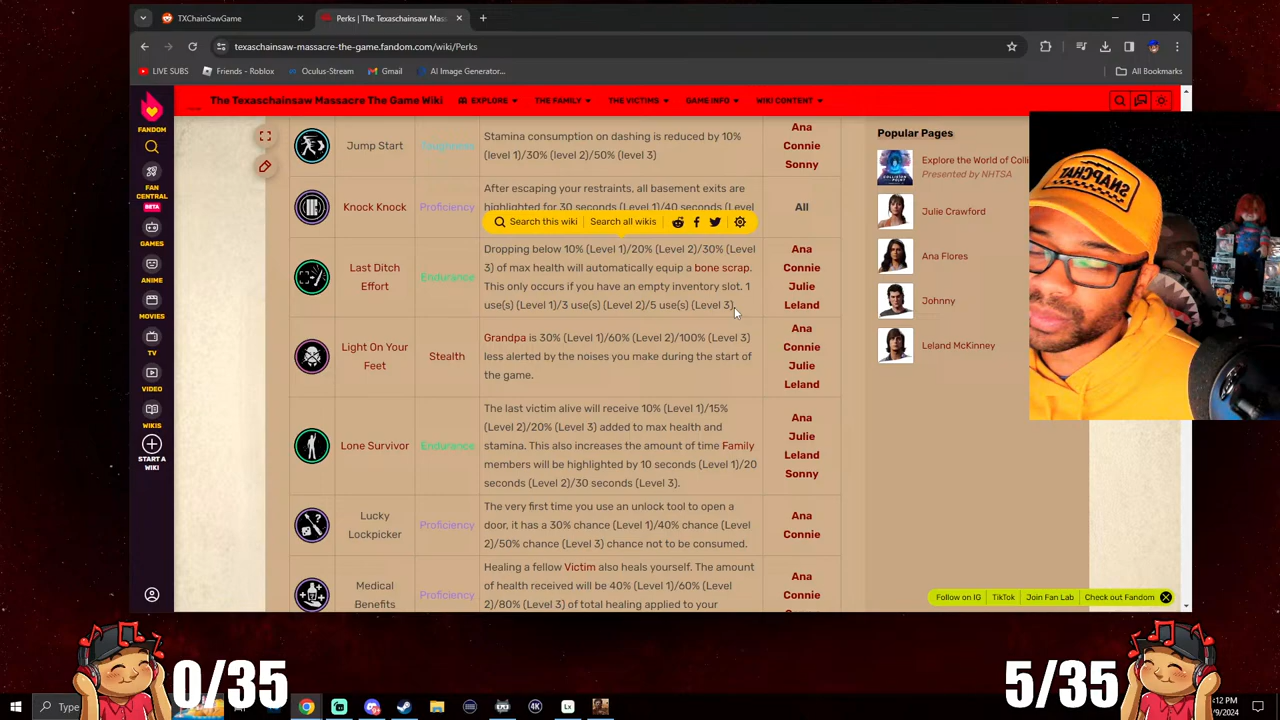 TXChainSawGame
Perks | The Texaschainsaw Mass
texaschainsaw-massacre-the-game.fandom.com/wiki/Perks
LIVE SUBS
Friends - Roblox
Oculus-Stream
Gmail
AI Image Generator...
All Bookmarks
The Texaschainsaw Massacre The Game Wiki
EXPLORE
THE FAMILY
THE VICTIMS
GAME INFO
WIKI CONTENT
FANDOM
FAN
CENTRAL
BETA
GAMES
ANIME
MOVIES
TV
VIDEO
WIKIS
START A
WIKI
Jump Start
Toughness
Stamina consumption on dashing is reduced by 10%
(level 1)/30% (level 2)/50% (level 3)
Ana
Connie
Sonny
Knock Knock
Proficiency
After escaping your restraints, all basement exits are
highlighted for 30 seconds (Level 1)/40 seconds (Level
All
Search this wiki
Search all wikis
Last Ditch
Effort
Endurance
Dropping below 10% (Level 1)/20% (Level 2)/30% (Level
3) of max health will automatically equip a bone scrap.
This only occurs if you have an empty inventory slot. 1
use(s) (Level 1)/3 use(s) (Level 2)/5 use(s) (Level 3).
Ana
Connie
Julie
Leland
Light On Your
Feet
Stealth
Grandpa is 30% (Level 1)/60% (Level 2)/100% (Level 3)
less alerted by the noises you make during the start of
the game.
Ana
Connie
Julie
Leland
Lone Survivor
Endurance
The last victim alive will receive 10% (Level 1)/15%
(Level 2)/20% (Level 3) added to max health and
stamina. This also increases the amount of time Family
members will be highlighted by 10 seconds (Level 1)/20
seconds (Level 2)/30 seconds (Level 3).
Ana
Julie
Leland
Sonny
Lucky
Lockpicker
Proficiency
The very first time you use an unlock tool to open a
door, it has a 30% chance (Level 1)/40% chance (Level
2)/50% chance (Level 3) chance not to be consumed.
Ana
Connie
Medical
Benefits
Proficiency
Healing a fellow Victim also heals yourself. The amount
of health received will be 40% (Level 1)/60% (Level
2)/80% (Level 3) of total healing applied to your
Ana
Connie
Popular Pages
Explore the World of Colli
Presented by NHTSA
Julie Crawford
Ana Flores
Johnny
Leland McKinney
SNAPCHAT
Follow on IG
TikTok
Join Fan Lab
Check out Fandom
0/35
5/35
Type
:12 PM
/9/2024